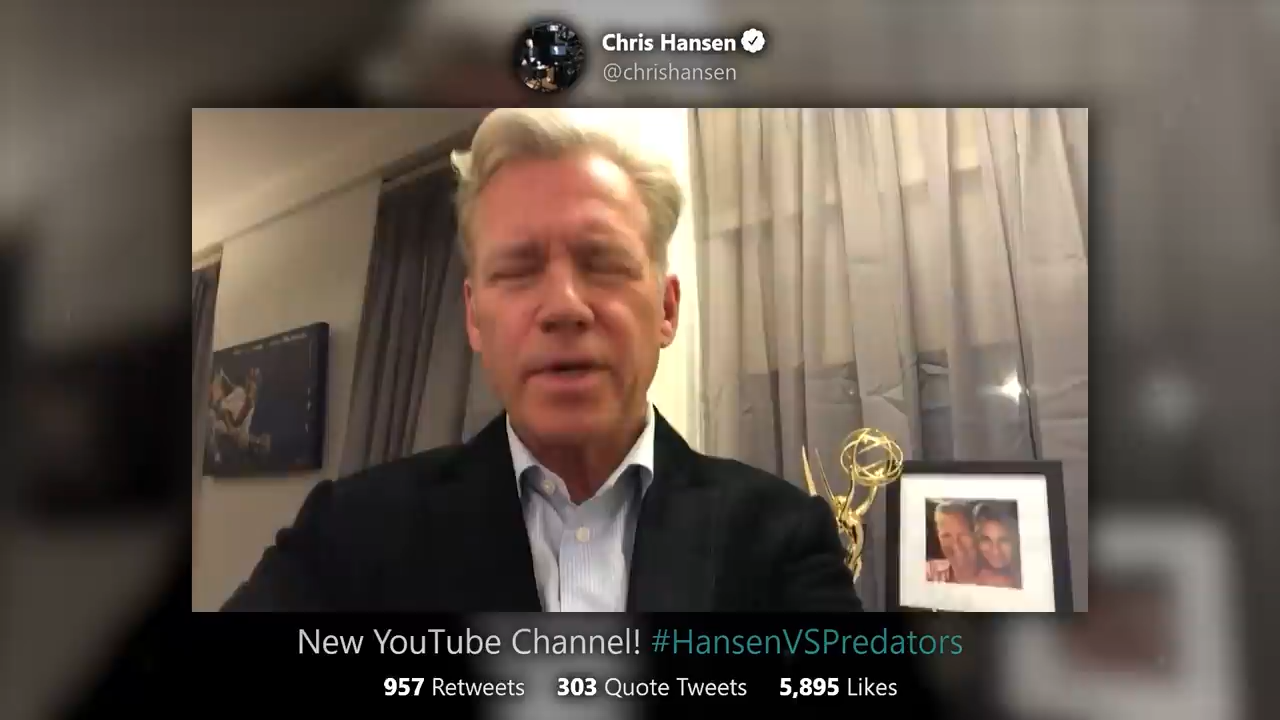 Chris Hansen
@chrishansen
New YouTube Channel! #HansenVSPredators
957 Retweets 303 Quote Tweets 5,895 Likes